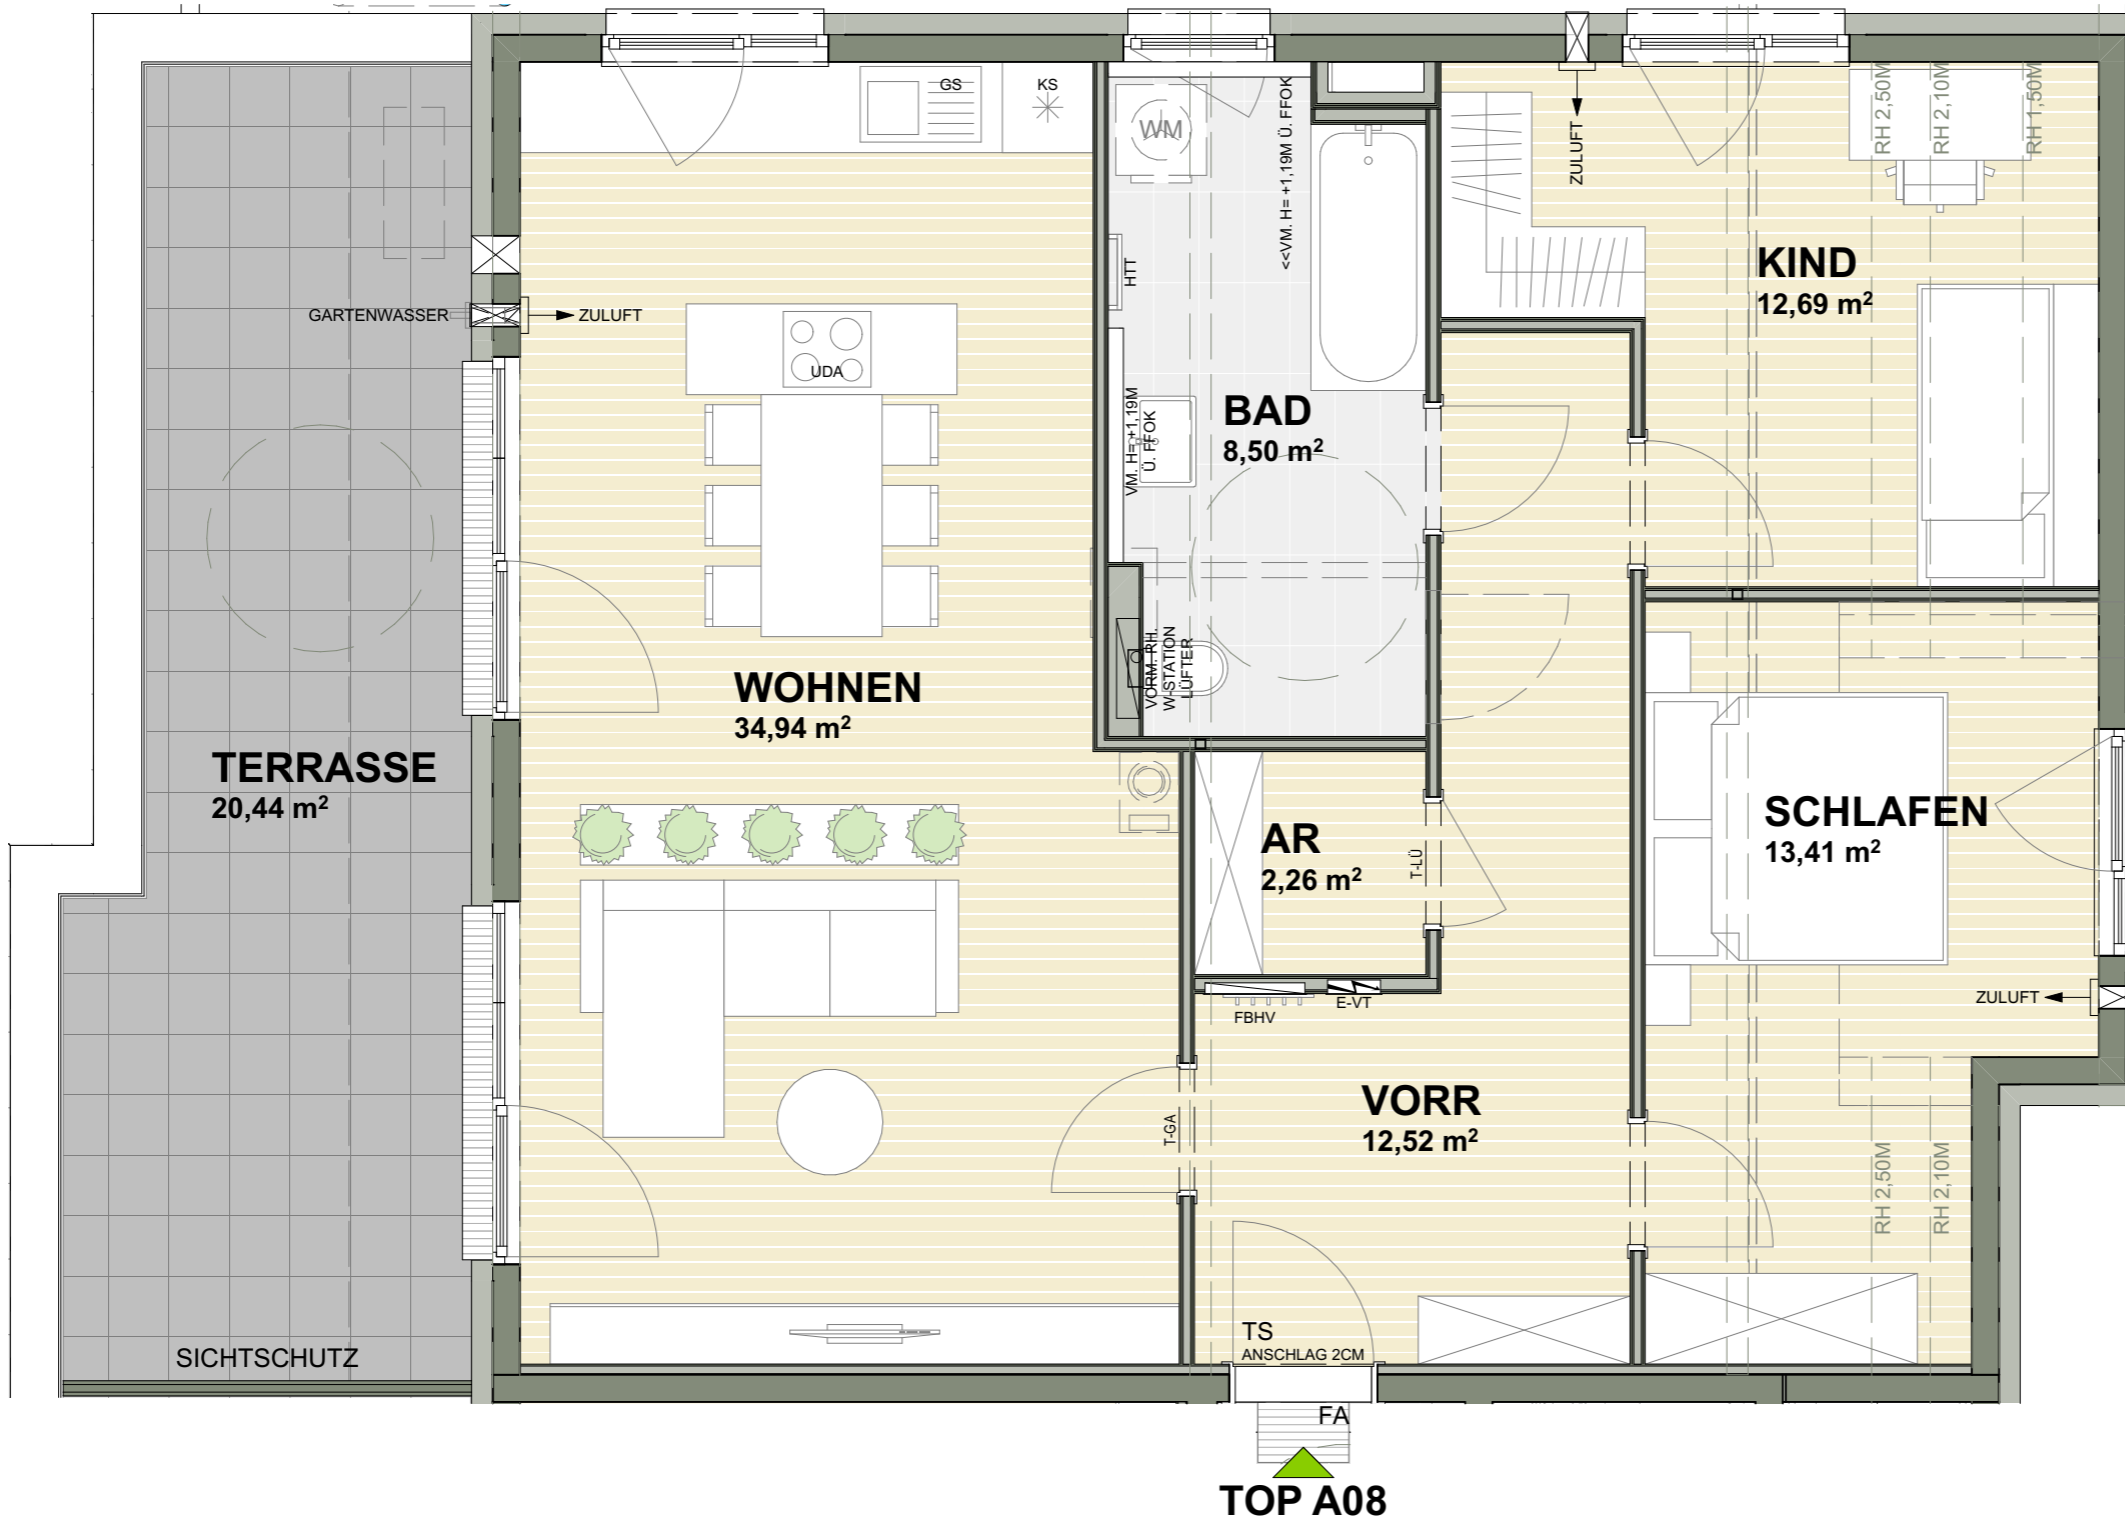 GS
KS
WM
<<VM. H= +1,19M Ü. FFOK
ZULUFT
RH 2,50M
RH 2,10M
RH 1,50M
HTT
KIND
12,69 m²
GARTENWASSER
ZULUFT
UDA
VM. H= +1,19M
Ü. FFOK
BAD
8,50 m²
VORM. RH.
W-STATION
LÜFTER
WOHNEN
34,94 m²
TERRASSE
20,44 m²
AR
2,26 m²
T-LÜ
SCHLAFEN
13,41 m²
ZULUFT
FBHV
E-VT
T-GA
VORR
12,52 m²
RH 2,50M
RH 2,10M
SICHTSCHUTZ
TS
ANSCHLAG 2CM
FA
TOP A08